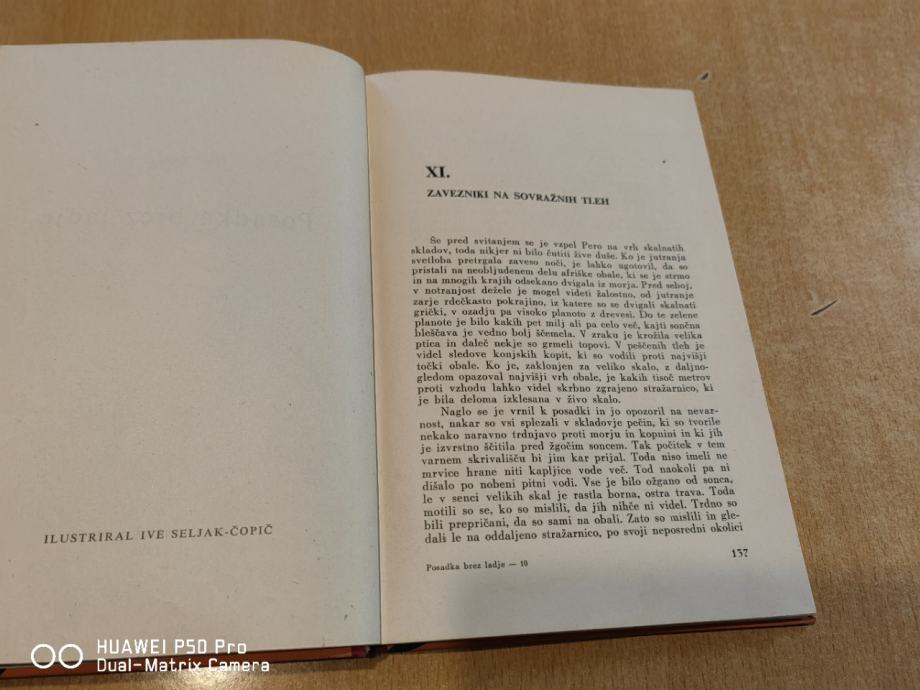 Posadka brez ladje
ILUSTRIRAL IVE SELJAK-ČOPIČ
XI.
ZAVEZNIKI NA SOVRAŽNIH TLEH
Še pred svitanjem se je vzpel Pero na vrh skalnatih
skladov, toda nikjer ni bilo čutiti žive duše. Ko je jutranja
svetloba pretrgala zaveso noči, je lahko ugotovil, da so
pristali na neobljudenem delu afriške obale, ki se je strmo
in na mnogih krajih odsekano dvigala iz morja. Pred seboj,
v notranjost dežele je mogel videti žalostno, od jutranje
zarje rdečkasto pokrajino, iz katere so se dvigali skalnati
grički, v ozadju pa visoko planoto z drevesi. Do te zelene
planote je bilo kakih pet milj ali pa celo več, kajti sončna
bleščava je vedno bolj ščemela. V zraku je krožila velika
ptica in daleč nekje so grmeli topovi. V peščenih tleh je
videl sledove konjskih kopit, ki so vodili proti najvišji
točki obale. Ko je, zaklonjen za veliko skalo, z daljno-
gledom opazoval najvišji vrh obale, je kakih tisoč metrov
proti vzhodu lahko videl skrbno zgrajeno stražarnico, ki
je bila deloma izklesana v živo skalo.
Naglo se je vrnil k posadki in jo opozoril na nevar-
nost, nakar so vsi splezali v skladovje pečin, ki so tvorile
nekako naravno trdnjavo proti morju in kopnini in ki jih
je izvrstno ščitila pred žgočim soncem. Tak počitek v tem
varnem skrivališču bi jim kar prijal. Toda niso imeli ne
mrvice hrane niti kapljice vode več. Tod naokoli pa ni
dišalo po nobeni pitni vodi. Vse je bilo ožgano od sonca,
le v senci velikih skal je rastla borna, ostra trava. Toda
motili so se, ko so mislili, da jih nihče ni videl. Trdno so
bili prepričani, da so sami na obali. Zato so mislili in gle-
dali le na oddaljeno stražarnico, po svoji neposredni okolici
Posadka brez ladje — 10
137
HUAWEI P50 Pro
Dual-Matrix Camera